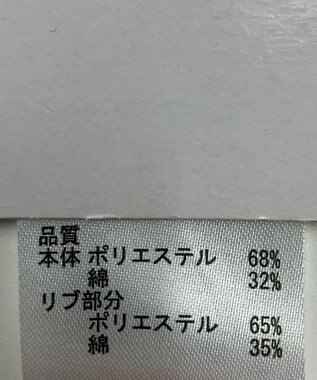 品質
本体 ポリエステル 68%
綿 32%
リブ部分
ポリエステル 65%
綿 35%